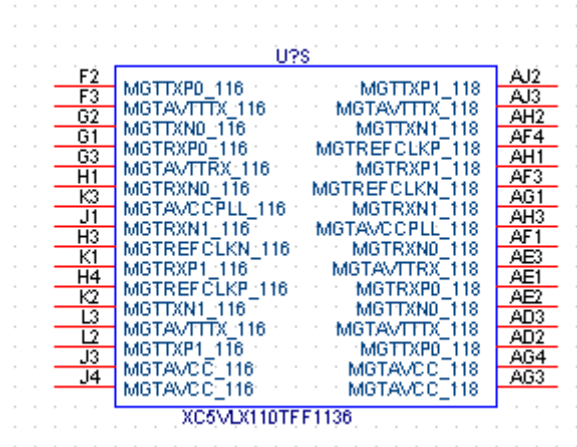 U?S
F2 MGTTXP0_116 MGTTXP1_118 AJ2
F3 MGTAVTTTX_116 MGTAVTTTX_118 AJ3
G2 MGTTXN0_116 MGTTXN1_118 AH2
G1 MGTRXP0_116 MGTREFCLKP_118 AF4
G3 MGTAVTTRX_116 MGTRXP1_118 AH1
H1 MGTRXN0_116 MGTREFCLKN_118 AF3
K3 MGTAVCCPLL_116 MGTRXN1_118 AG1
J1 MGTRXN1_116 MGTAVCCPLL_118 AH3
H3 MGTREFCLKN_116 MGTRXN0_118 AF1
K1 MGTRXP1_116 MGTAVTTRX_118 AE3
H4 MGTREFCLKP_116 MGTRXP0_118 AE1
K2 MGTTXN1_116 MGTTXN0_118 AE2
L3 MGTAVTTTX_116 MGTAVTTTX_118 AD3
L2 MGTTXP1_116 MGTTXP0_118 AD2
J3 MGTAVCC_116 MGTAVCC_118 AG4
J4 MGTAVCC_116 MGTAVCC_118 AG3
XC5VLX110TFF1136